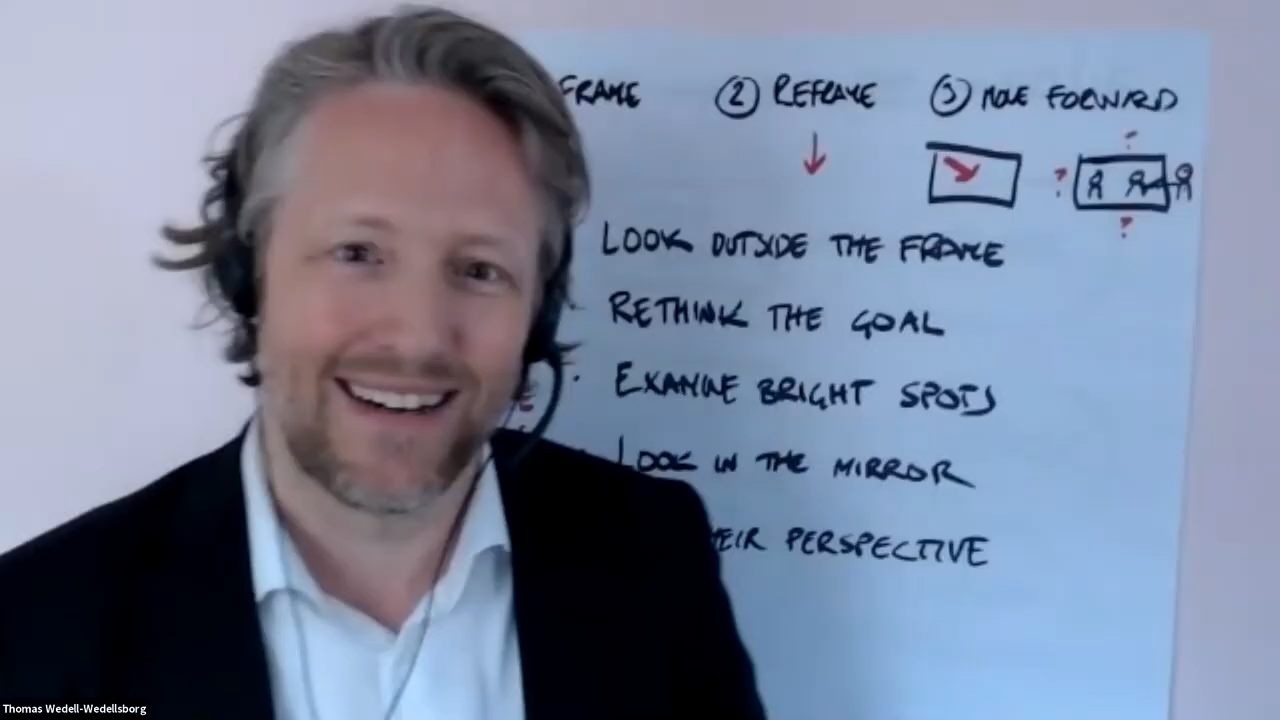 FRAME ② REFRAME ③ MOVE FORWARD
? ? ?
LOOK OUTSIDE THE FRAME
· RETHINK THE GOAL
· EXAMINE BRIGHT SPOTS
LOOK IN THE MIRROR
EIR PERSPECTIVE
Thomas Wedell-Wedellsborg